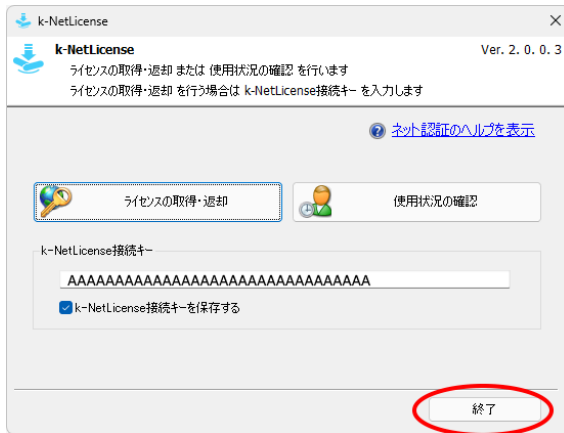 k-NetLicense
k-NetLicense Ver. 2. 0. 0. 3
ライセンスの取得・返却 または 使用状況の確認 を行います
ライセンスの取得・返却 を行う場合は k-NetLicense接続キー を入力します
ネット認証のヘルプを表示
ライセンスの取得・返却 使用状況の確認
k-NetLicense接続キー
AAAAAAAAAAAAAAAAAAAAAAAAAAAAAAAA
k-NetLicense接続キーを保存する
終了